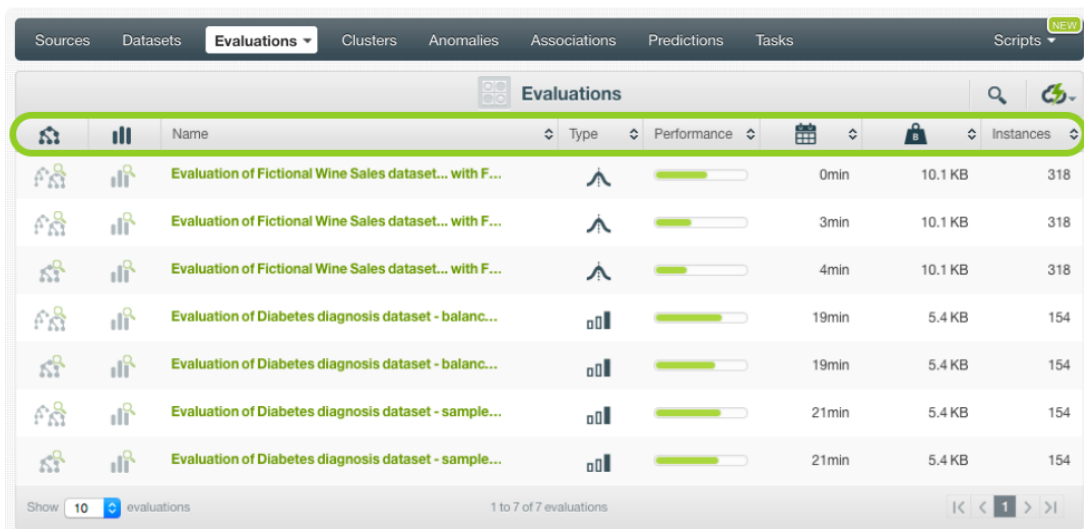 NEW
Sources Datasets Evaluations Clusters Anomalies Associations Predictions Tasks Scripts
Evaluations
Name Type Performance B Instances
Evaluation of Fictional Wine Sales dataset... with F... 0min 10.1 KB 318
Evaluation of Fictional Wine Sales dataset... with F... 3min 10.1 KB 318
Evaluation of Fictional Wine Sales dataset... with F... 4min 10.1 KB 318
Evaluation of Diabetes diagnosis dataset - balanc... 19min 5.4 KB 154
Evaluation of Diabetes diagnosis dataset - balanc... 19min 5.4 KB 154
Evaluation of Diabetes diagnosis dataset - sample... 21min 5.4 KB 154
Evaluation of Diabetes diagnosis dataset - sample... 21min 5.4 KB 154
Show 10 evaluations 1 to 7 of 7 evaluations 1